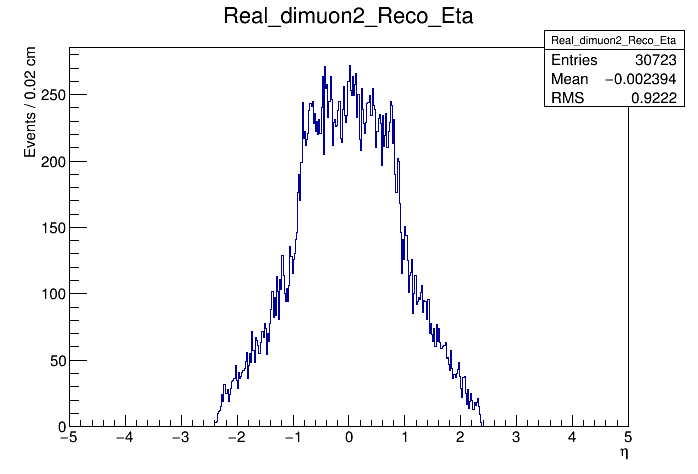 Real_dimuon2_Reco_Eta
Real_dimuon2_Reco_Eta
Entries 30723
Mean −0.002394
RMS 0.9222
Events / 0.02 cm
250
200
150
100
50
0
−5 −4 −3 −2 −1 0 1 2 3 4 5
η